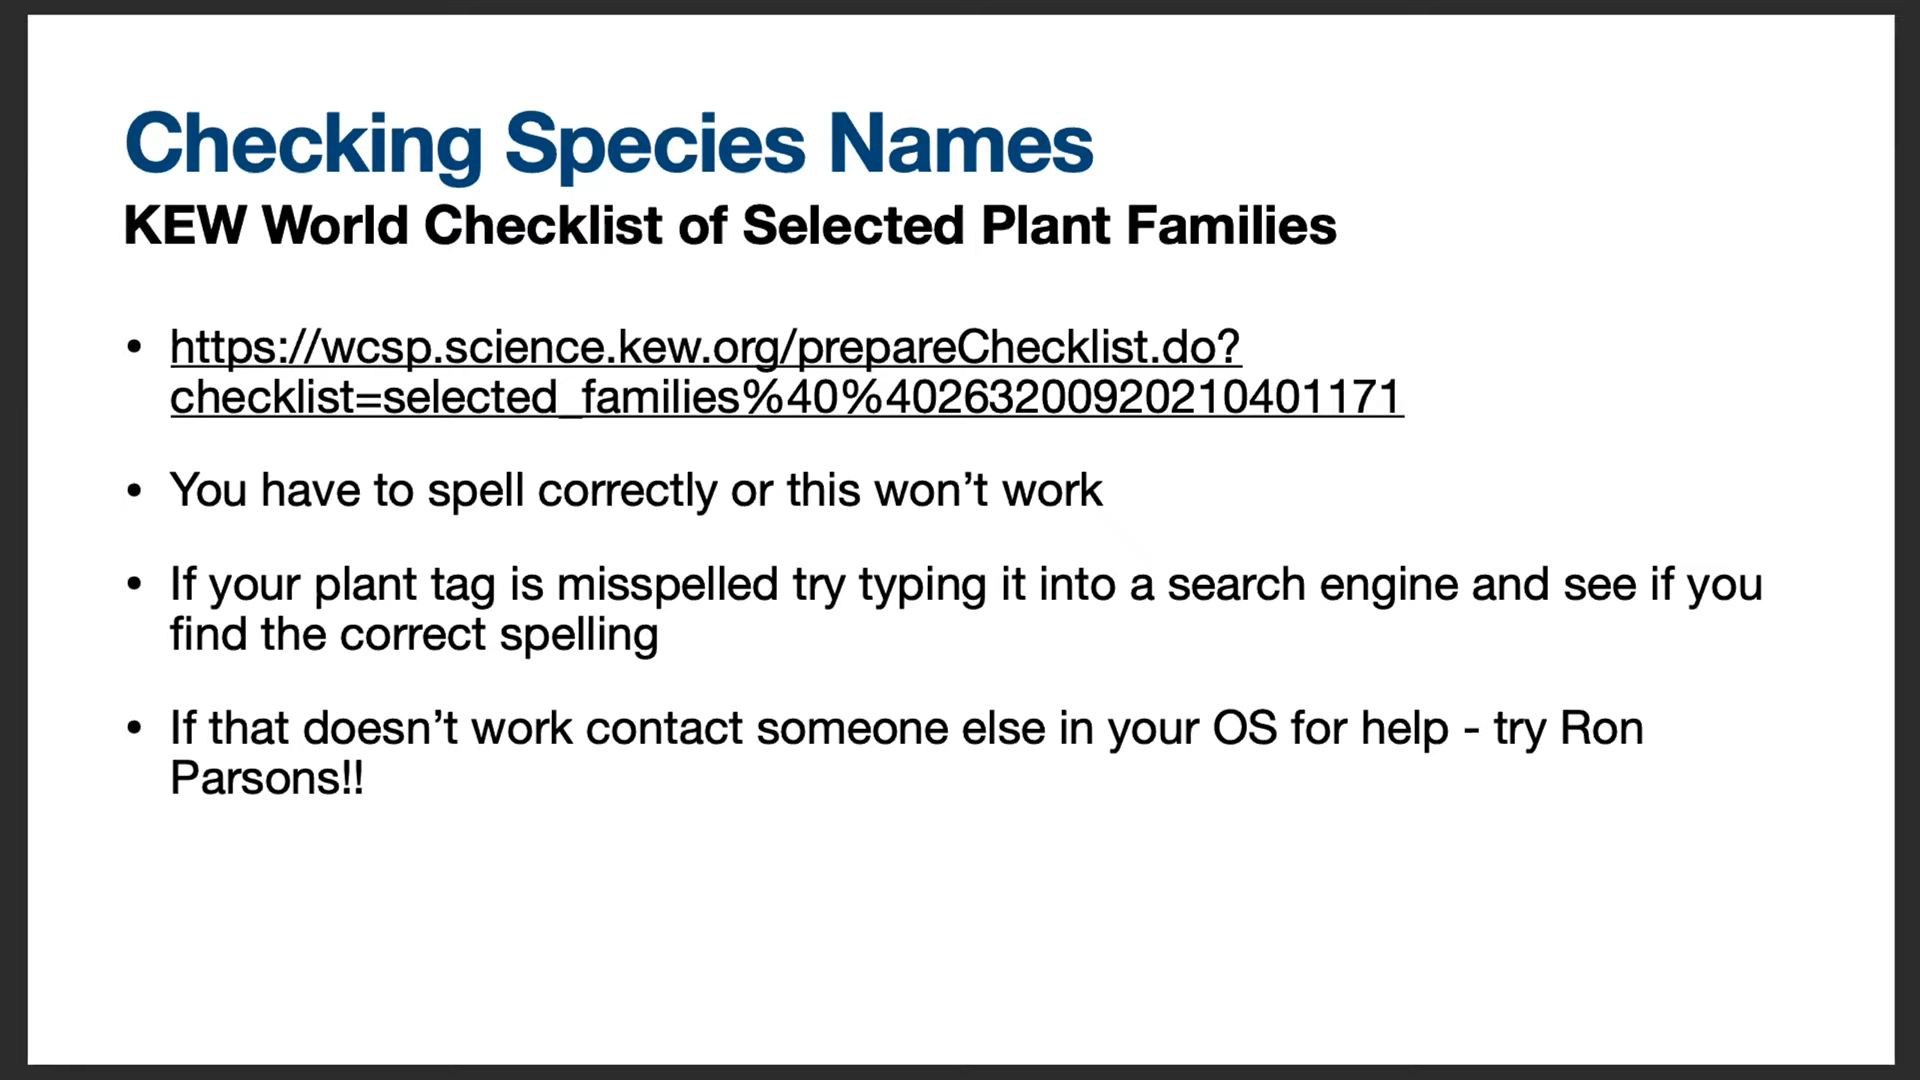 Checking Species Names
KEW World Checklist of Selected Plant Families
• https://wcsp.science.kew.org/prepareChecklist.do?
checklist=selected_families%40%40263200920210401171
• You have to spell correctly or this won’t work
• If your plant tag is misspelled try typing it into a search engine and see if you
find the correct spelling
• If that doesn’t work contact someone else in your OS for help - try Ron
Parsons!!